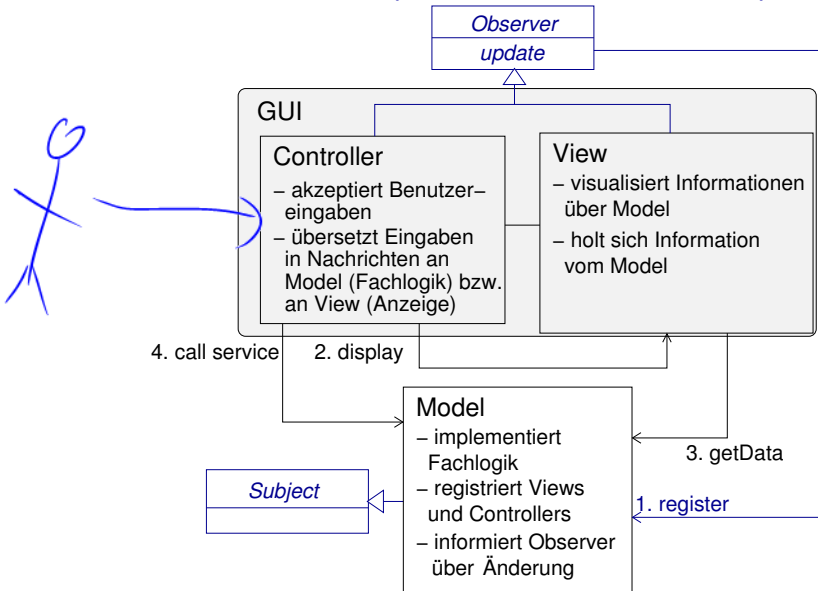 Observer
update
GUI
Controller
– akzeptiert Benutzer–
eingaben
– übersetzt Eingaben
in Nachrichten an
Model (Fachlogik) bzw.
an View (Anzeige)
View
– visualisiert Informationen
über Model
– holt sich Information
vom Model
4. call service
2. display
3. getData
Model
– implementiert
Fachlogik
– registriert Views
und Controllers
– informiert Observer
über Änderung
Subject
1. register